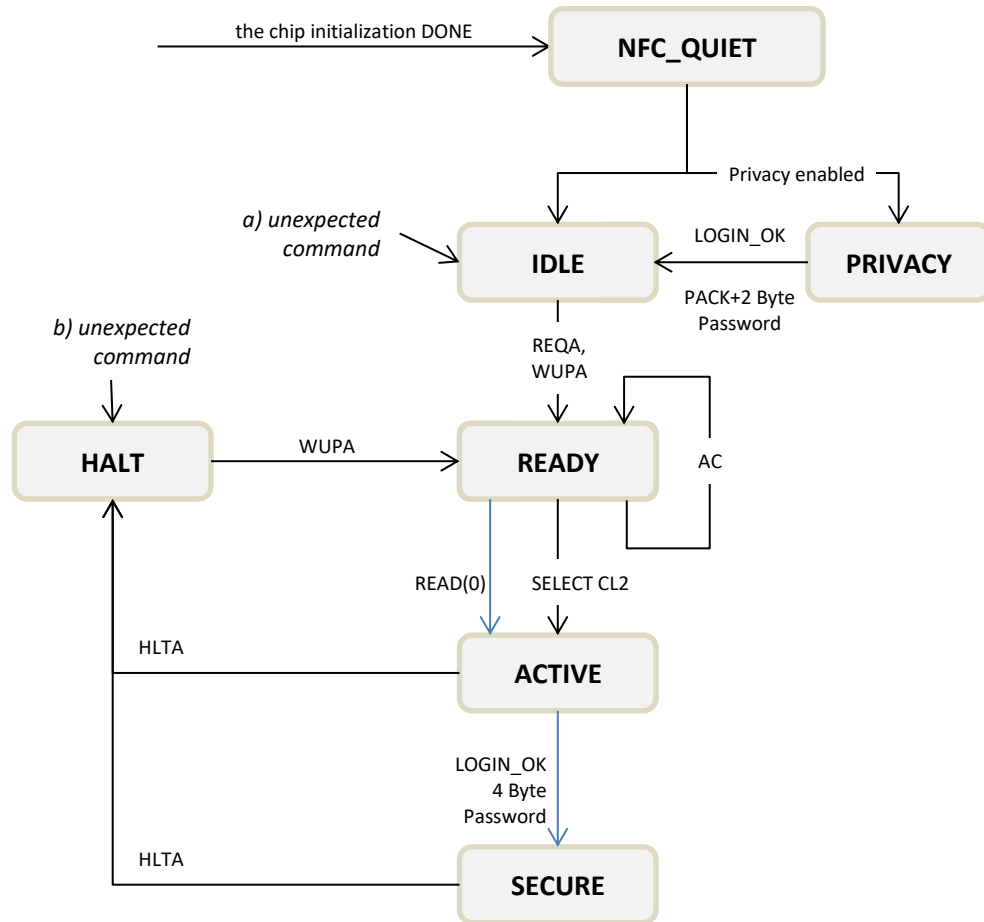 the chip initialization DONE
NFC_QUIET
Privacy enabled
a) unexpected
command
LOGIN_OK
IDLE
PRIVACY
PACK+2 Byte
Password
b) unexpected
command
REQA,
WUPA
HALT
WUPA
READY
AC
READ(0)
SELECT CL2
HLTA
ACTIVE
LOGIN_OK
4 Byte
Password
HLTA
SECURE